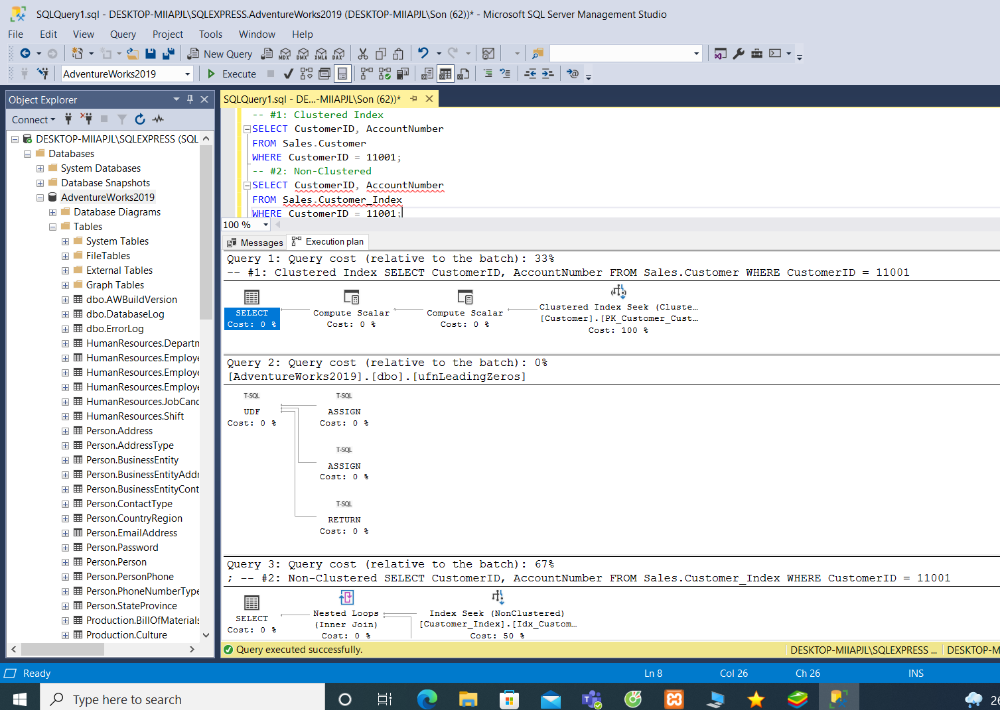 SQLQuery1.sql - DESKTOP-MIIAPJL\SQLEXPRESS.AdventureWorks2019 (DESKTOP-MIIAPJL\Son (62))* - Microsoft SQL Server Management Studio
File Edit View Query Project Tools Window Help
New Query MDX DMX XMLA DAX
AdventureWorks2019 Execute
Object Explorer
Connect
DESKTOP-MIIAPJL\SQLEXPRESS (SQL
Databases
System Databases
Database Snapshots
AdventureWorks2019
Database Diagrams
Tables
System Tables
FileTables
External Tables
Graph Tables
dbo.AWBuildVersion
dbo.DatabaseLog
dbo.ErrorLog
HumanResources.Departn
HumanResources.Employe
HumanResources.Employe
HumanResources.Employe
HumanResources.JobCanc
HumanResources.Shift
Person.Address
Person.AddressType
Person.BusinessEntity
Person.BusinessEntityAddr
Person.BusinessEntityCont
Person.ContactType
Person.CountryRegion
Person.EmailAddress
Person.Password
Person.Person
Person.PersonPhone
Person.PhoneNumberType
Person.StateProvince
Production.BillOfMaterials
Production.Culture
SQLQuery1.sql - DE...-MIIAPJL\Son (62))*
-- #1: Clustered Index
SELECT CustomerID, AccountNumber
FROM Sales.Customer
WHERE CustomerID = 11001;
-- #2: Non-Clustered
SELECT CustomerID, AccountNumber
FROM Sales.Customer_Index
WHERE CustomerID = 11001;
100 %
Messages Execution plan
Query 1: Query cost (relative to the batch): 33%
-- #1: Clustered Index SELECT CustomerID, AccountNumber FROM Sales.Customer WHERE CustomerID = 11001
SELECT
Cost: 0 %
Compute Scalar
Cost: 0 %
Compute Scalar
Cost: 0 %
Clustered Index Seek (Cluste…
[Customer].[PK_Customer_Cust…
Cost: 100 %
Query 2: Query cost (relative to the batch): 0%
[AdventureWorks2019].[dbo].[ufnLeadingZeros]
T-SQL
UDF
Cost: 0 %
T-SQL
ASSIGN
Cost: 0 %
T-SQL
ASSIGN
Cost: 0 %
T-SQL
RETURN
Cost: 0 %
Query 3: Query cost (relative to the batch): 67%
; -- #2: Non-Clustered SELECT CustomerID, AccountNumber FROM Sales.Customer_Index WHERE CustomerID = 11001
SELECT
Cost: 0 %
Nested Loops
(Inner Join)
Cost: 0 %
Index Seek (NonClustered)
[Customer_Index].[Idx_Custom…
Cost: 50 %
Query executed successfully.
DESKTOP-MIIAPJL\SQLEXPRESS ... DESKTOP-M
Ready Ln 8 Col 26 Ch 26 INS
Type here to search
26